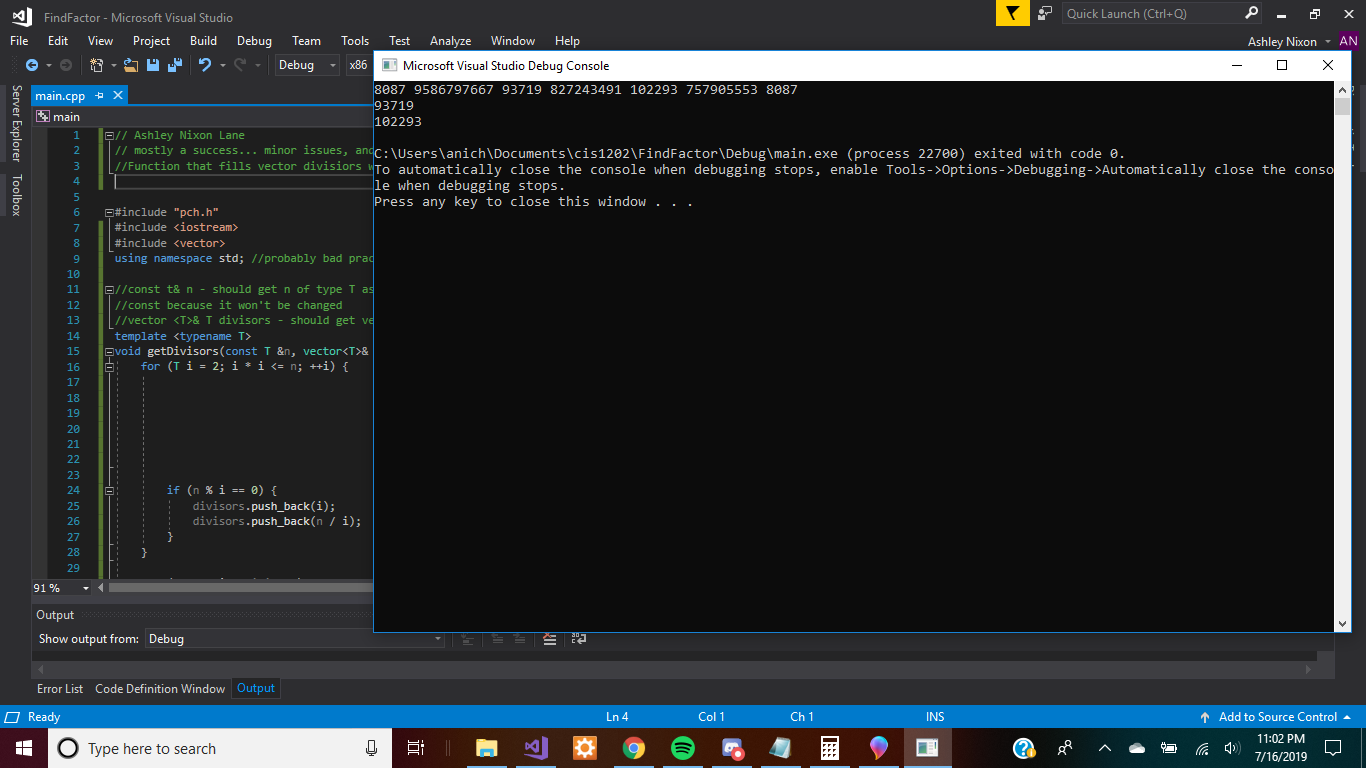 FindFactor - Microsoft Visual Studio
Quick Launch (Ctrl+Q)
File Edit View Project Build Debug Team Tools Test Analyze Window Help
Ashley Nixon AN
Debug x86
Microsoft Visual Studio Debug Console
8087 9586797667 93719 827243491 102293 757905553 8087
93719
102293
C:\Users\anich\Documents\cis1202\FindFactor\Debug\main.exe (process 22700) exited with code 0.
To automatically close the console when debugging stops, enable Tools->Options->Debugging->Automatically close the conso
le when debugging stops.
Press any key to close this window . . .
Server Explorer
Toolbox
main.cpp
main
1 // Ashley Nixon Lane
2 // mostly a success... minor issues, and
3 //Function that fills vector divisiors w
4
5
6 #include "pch.h"
7 #include <iostream>
8 #include <vector>
9 using namespace std; //probably bad prac
10
11 //const t& n - should get n of type T as
12 //const because it won't be changed
13 //vector <T>& T divisors - should get ve
14 template <typename T>
15 void getDivisors(const T &n, vector<T>&
16 for (T i = 2; i * i <= n; ++i) {
17
18
19
20
21
22
23
24 if (n % i == 0) {
25 divisors.push_back(i);
26 divisors.push_back(n / i);
27 }
28 }
29
91 %
Output
Show output from: Debug
Error List Code Definition Window Output
Ready Ln 4 Col 1 Ch 1 INS Add to Source Control
Type here to search
11:02 PM
7/16/2019